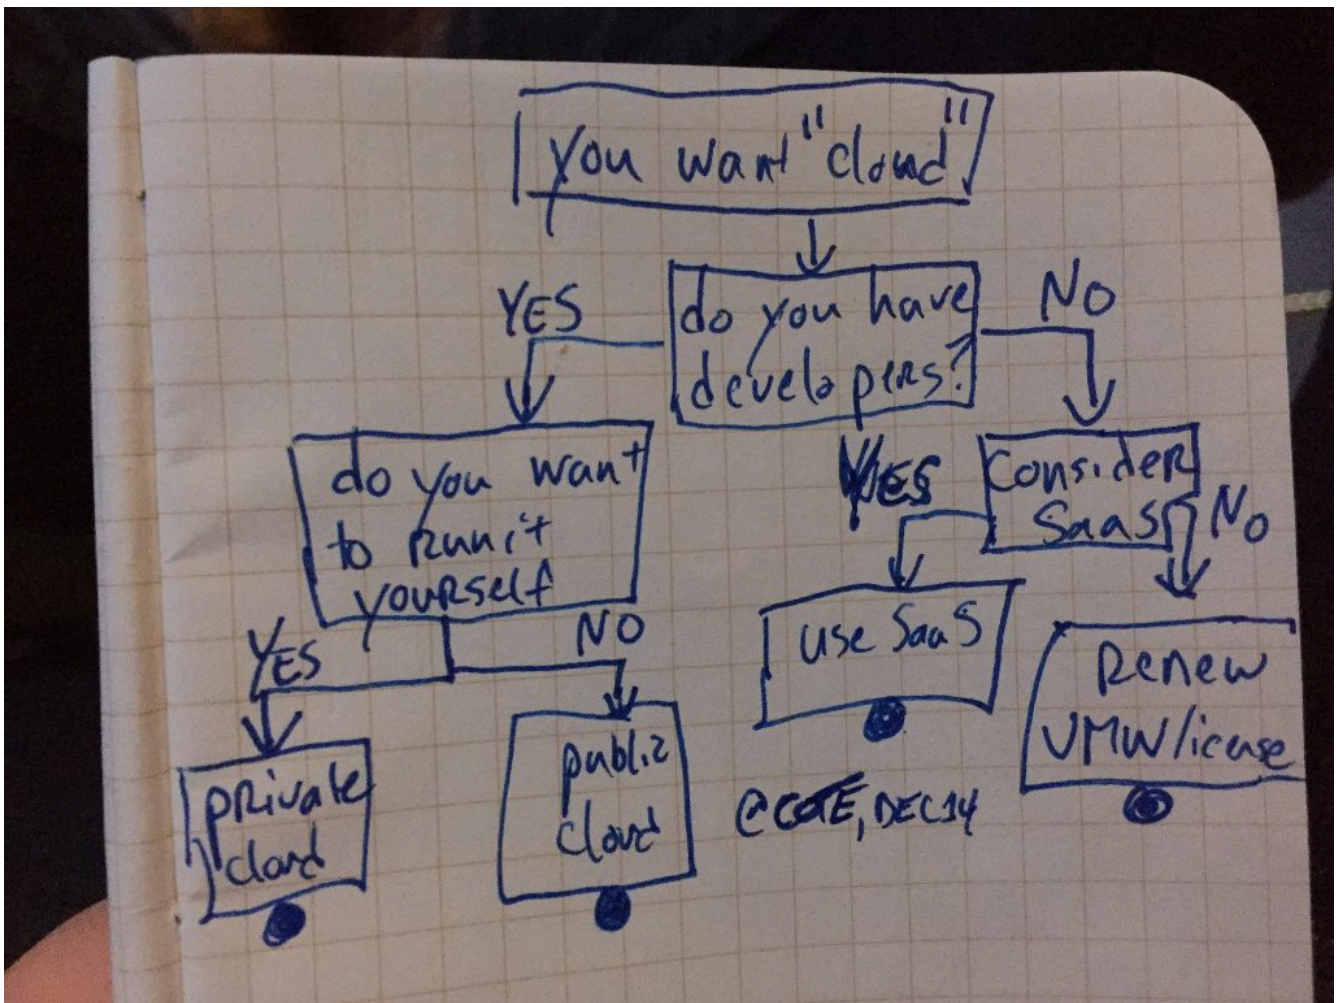 you want "cloud"
YES
do you have
developers?
NO
do you want
to run it
yourself
YES
Consider
SaaS
NO
YES
NO
use SaaS
Renew
VMW license
private
cloud
public
cloud
@COTE, DEC14